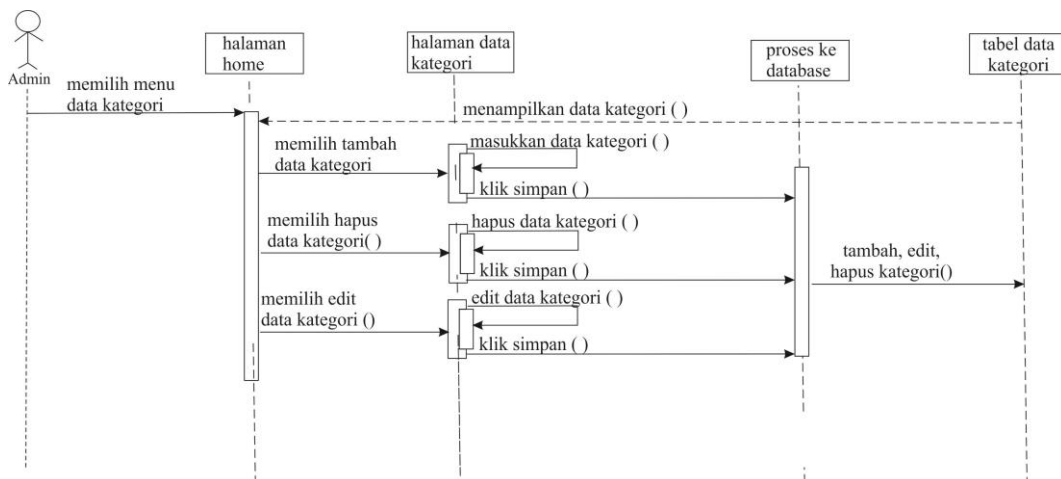 Admin
halaman
home
halaman data
kategori
proses ke
database
tabel data
kategori
memilih menu
data kategori
menampilkan data kategori ( )
memilih tambah
data kategori
masukkan data kategori ( )
klik simpan ( )
memilih hapus
data kategori( )
hapus data kategori ( )
klik simpan ( )
tambah, edit,
hapus kategori()
memilih edit
data kategori ()
edit data kategori ( )
klik simpan ( )